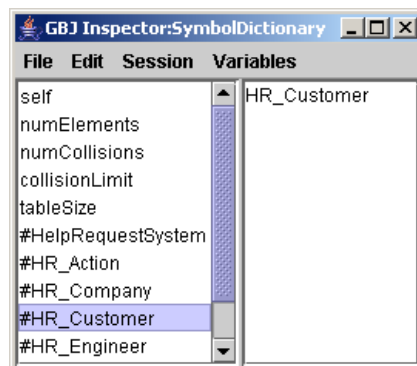 GBJ Inspector:SymbolDictionary
File Edit Session Variables
self
numElements
numCollisions
collisionLimit
tableSize
#HelpRequestSystem
#HR_Action
#HR_Company
#HR_Customer
#HR_Engineer
HR_Customer